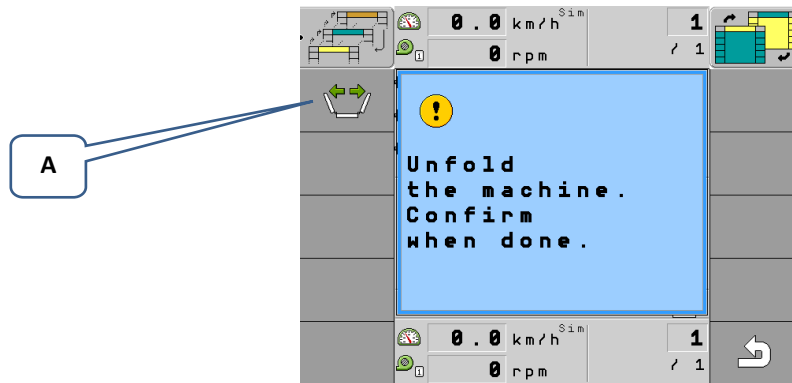 0.0 km/h Sim 1
i 0 rpm / 1
A
!
Unfold
the machine.
Confirm
when done.
0.0 km/h Sim 1
i 0 rpm / 1